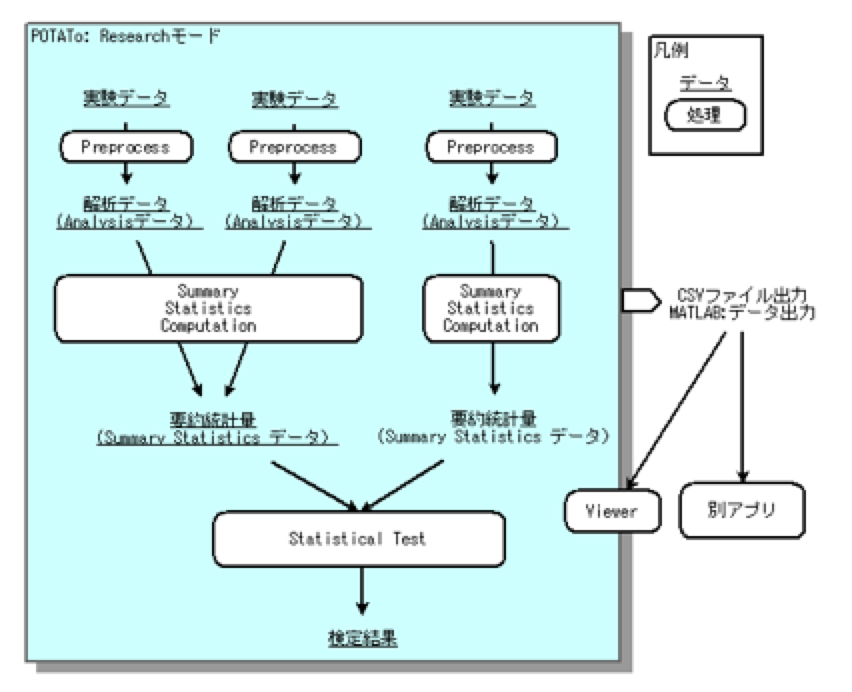 POTATo: Researchモード
凡例
データ
処理
実験データ
実験データ
実験データ
Preprocess
Preprocess
Preprocess
解析データ
(Analysisデータ)
解析データ
(Analysisデータ)
解析データ
(Analysisデータ)
Summary
Statistics
Computation
Summary
Statistics
Computation
CSVファイル出力
MATLAB:データ出力
要約統計量
(Summary Statistics データ)
要約統計量
(Summary Statistics データ)
Viewer
別アプリ
Statistical Test
検定結果